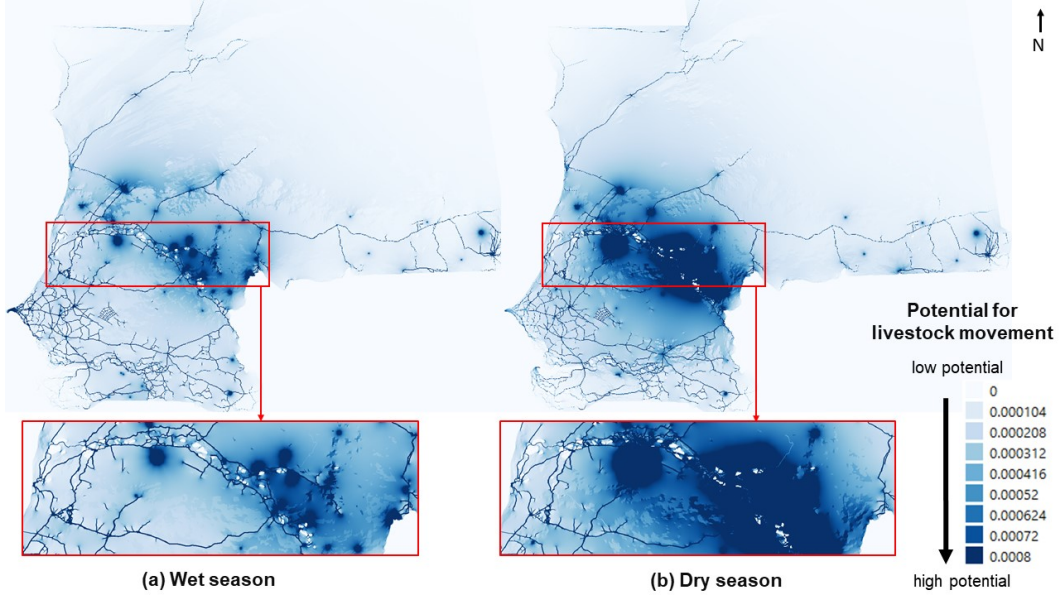 N
Potential for
livestock movement
low potential
0
0.000104
0.000208
0.000312
0.000416
0.00052
0.000624
0.00072
0.0008
high potential
(a) Wet season
(b) Dry season